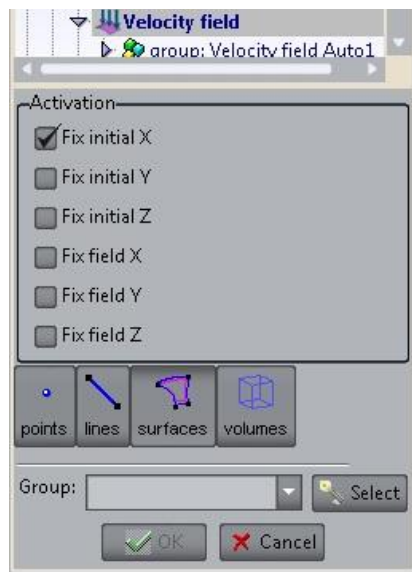 Velocity field
group: Velocity field Auto1
Activation
Fix initial X
Fix initial Y
Fix initial Z
Fix field X
Fix field Y
Fix field Z
points lines surfaces volumes
Group: Select
OK Cancel